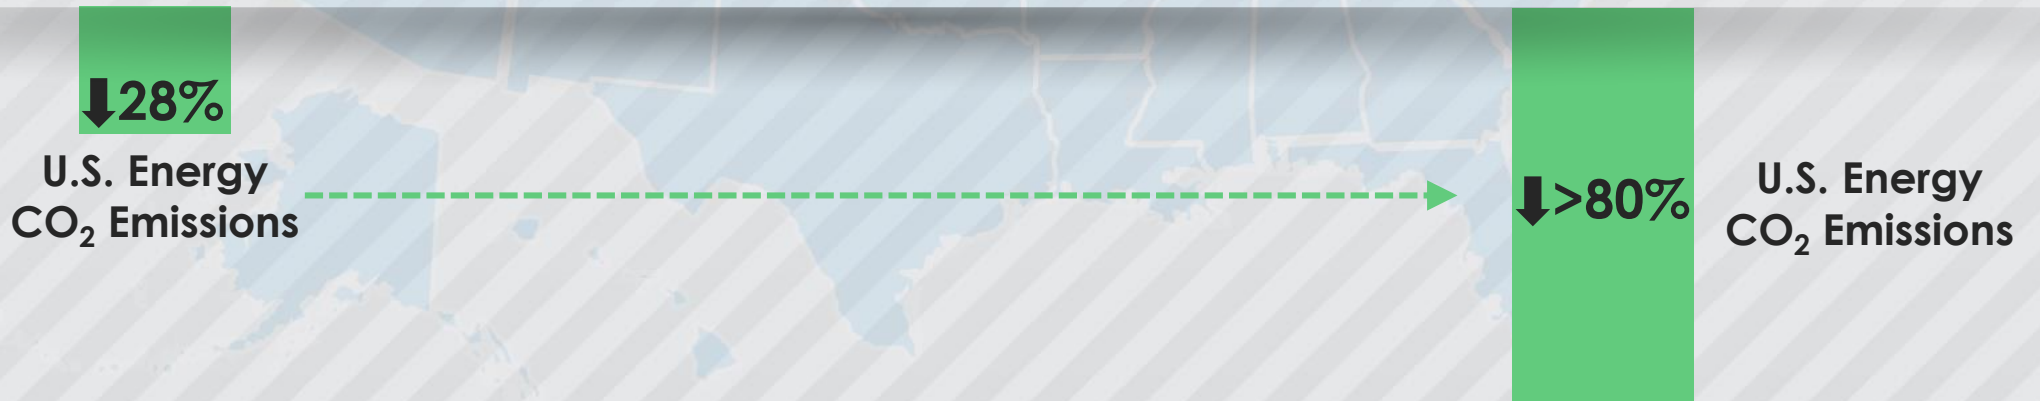 ⬇28%
U.S. Energy
CO₂ Emissions
⬇>80%
U.S. Energy
CO₂ Emissions